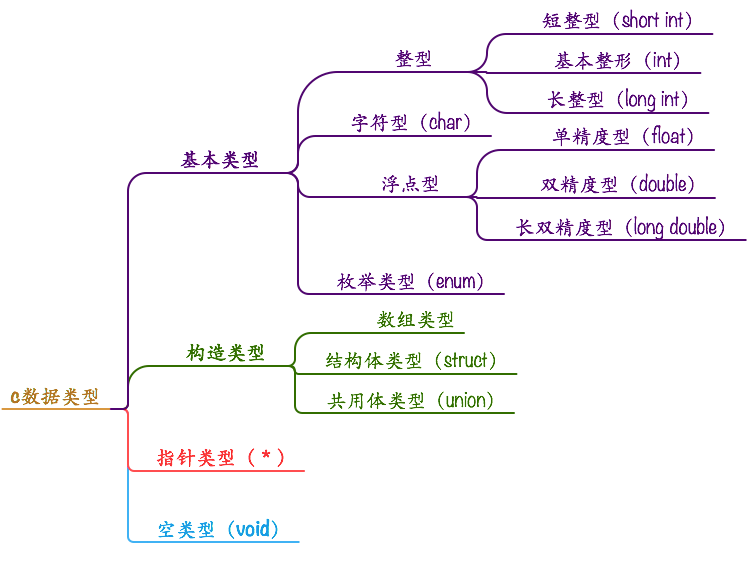 c数据类型
基本类型
整型
短整型（short int）
基本整形（int）
长整型（long int）
字符型（char）
浮点型
单精度型（float）
双精度型（double）
长双精度型（long double）
枚举类型（enum）
构造类型
数组类型
结构体类型（struct）
共用体类型（union）
指针类型（ * ）
空类型（void）